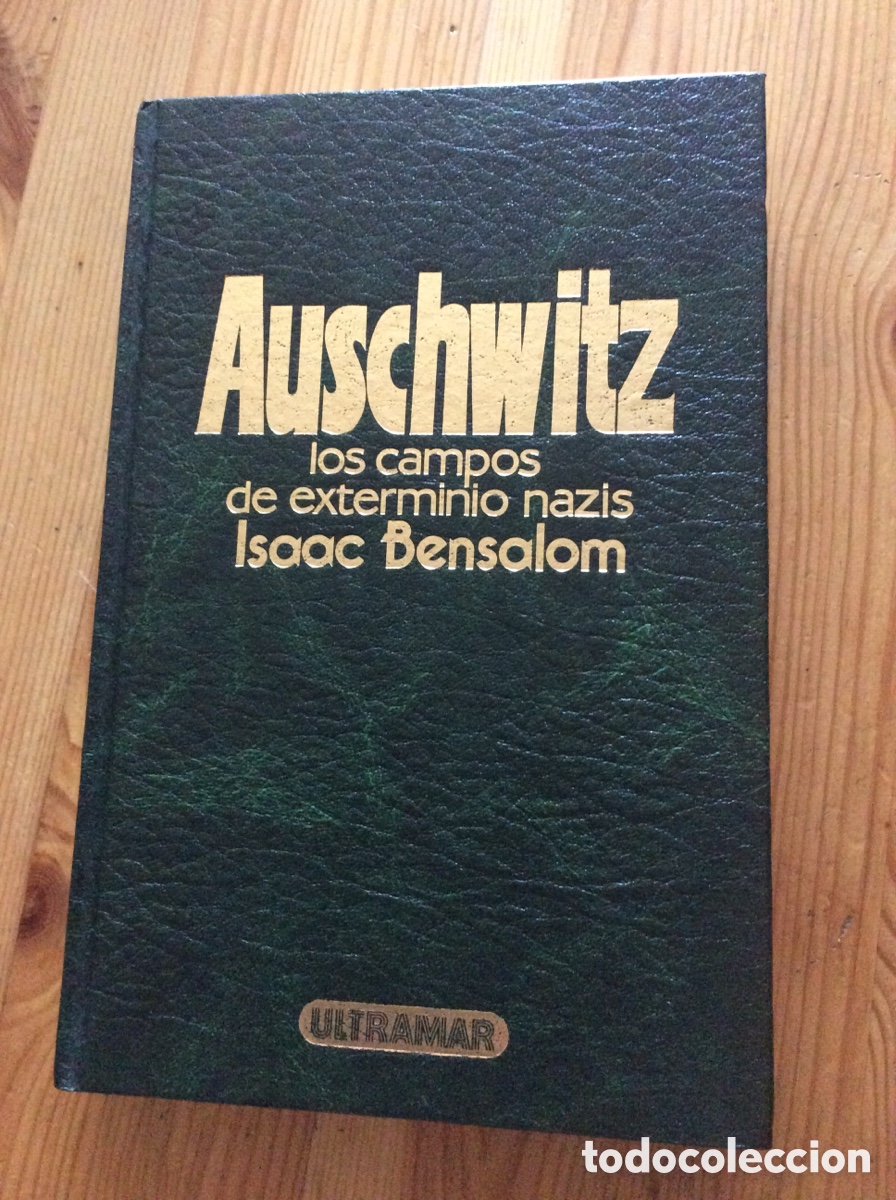 Auschwitz
los campos
de exterminio nazis
Isaac Bensalom
ULTRAMAR
todocoleccion